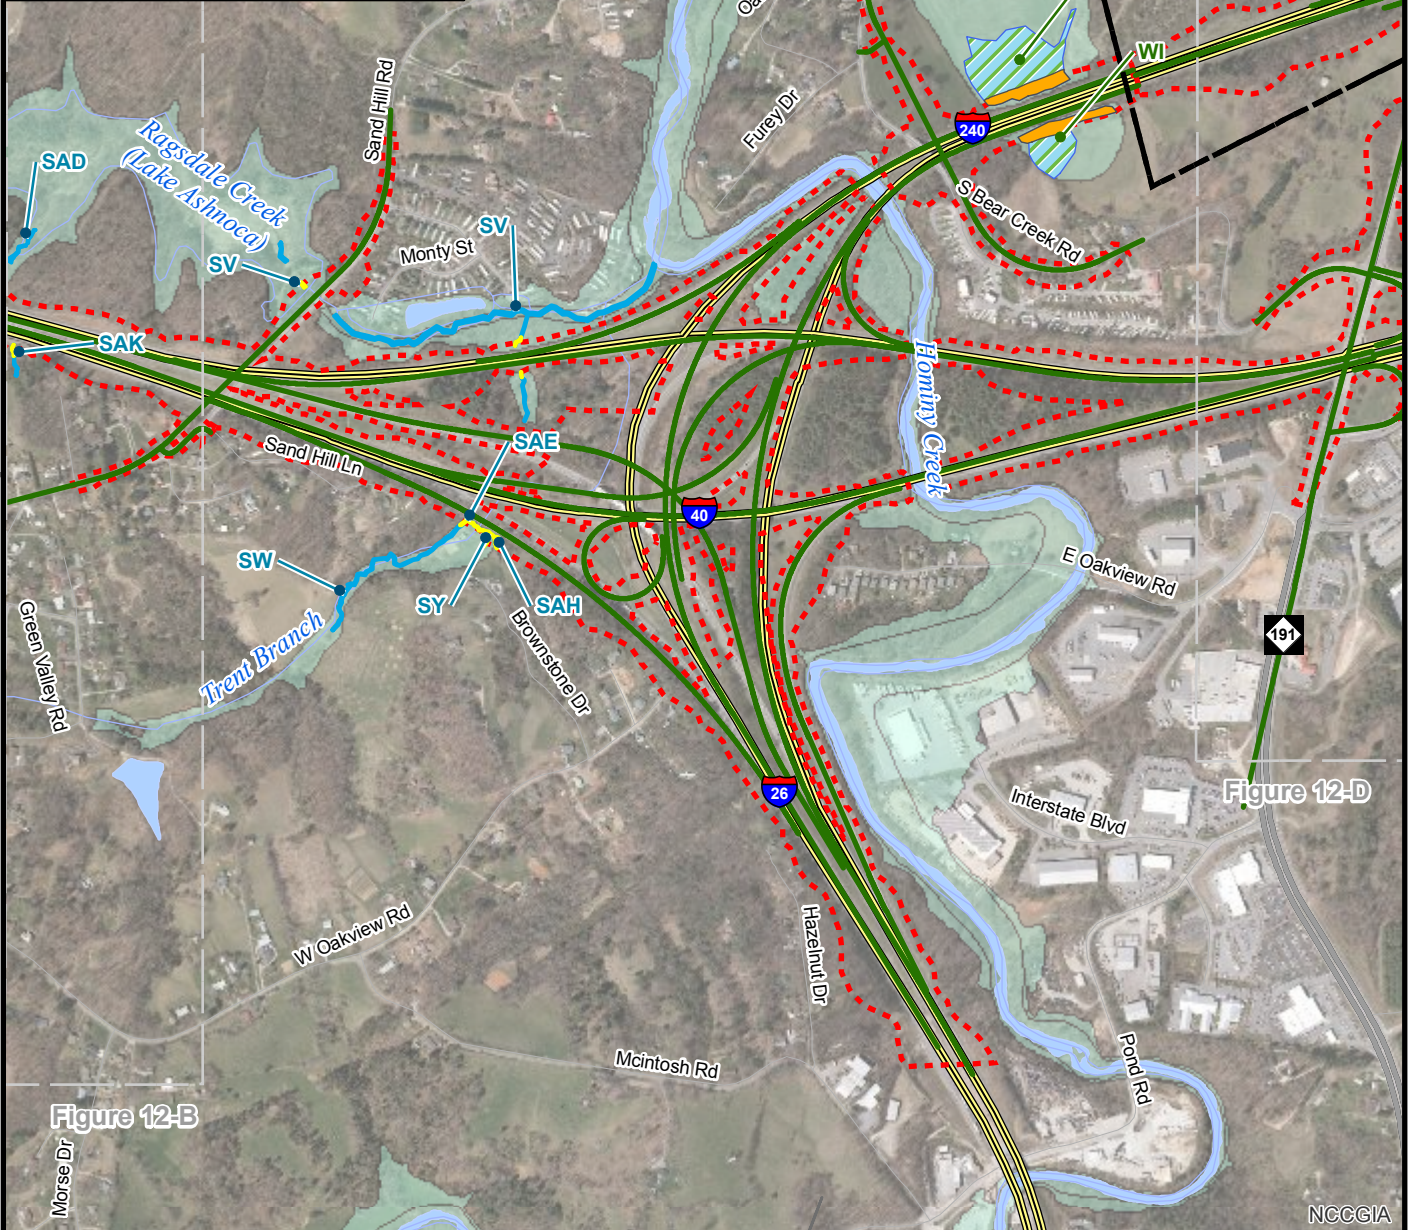 Oa
WI
Sand Hill Rd
Furey Dr
240
Ragsdale Creek
(Lake Ashnoca)
SAD
S Bear Creek Rd
SV
Monty St
SV
SAK
Hominy Creek
SAE
Sand Hill Ln
40
E Oakview Rd
SW
SY
SAH
Green Valley Rd
Brownstone Dr
191
Trent Branch
26
Figure 12-D
Interstate Blvd
W Oakview Rd
Hazelnut Dr
Mcintosh Rd
Pond Rd
Figure 12-B
Morse Dr
NCCGIA